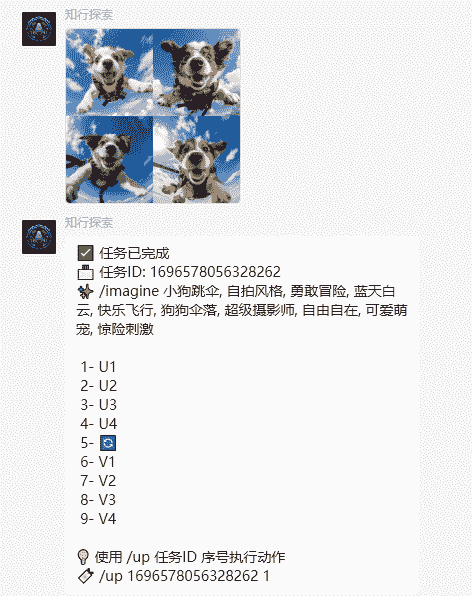 知行探索
知行探索
✅ 任务已完成
任务ID: 1696578056328262
✨ /imagine 小狗跳伞, 自拍风格, 勇敢冒险, 蓝天白
云, 快乐飞行, 狗狗伞落, 超级摄影师, 自由自在, 可爱萌
宠, 惊险刺激
1- U1
2- U2
3- U3
4- U4
5- 🔄
6- V1
7- V2
8- V3
9- V4
💡 使用 /up 任务ID 序号执行动作
/up 1696578056328262 1